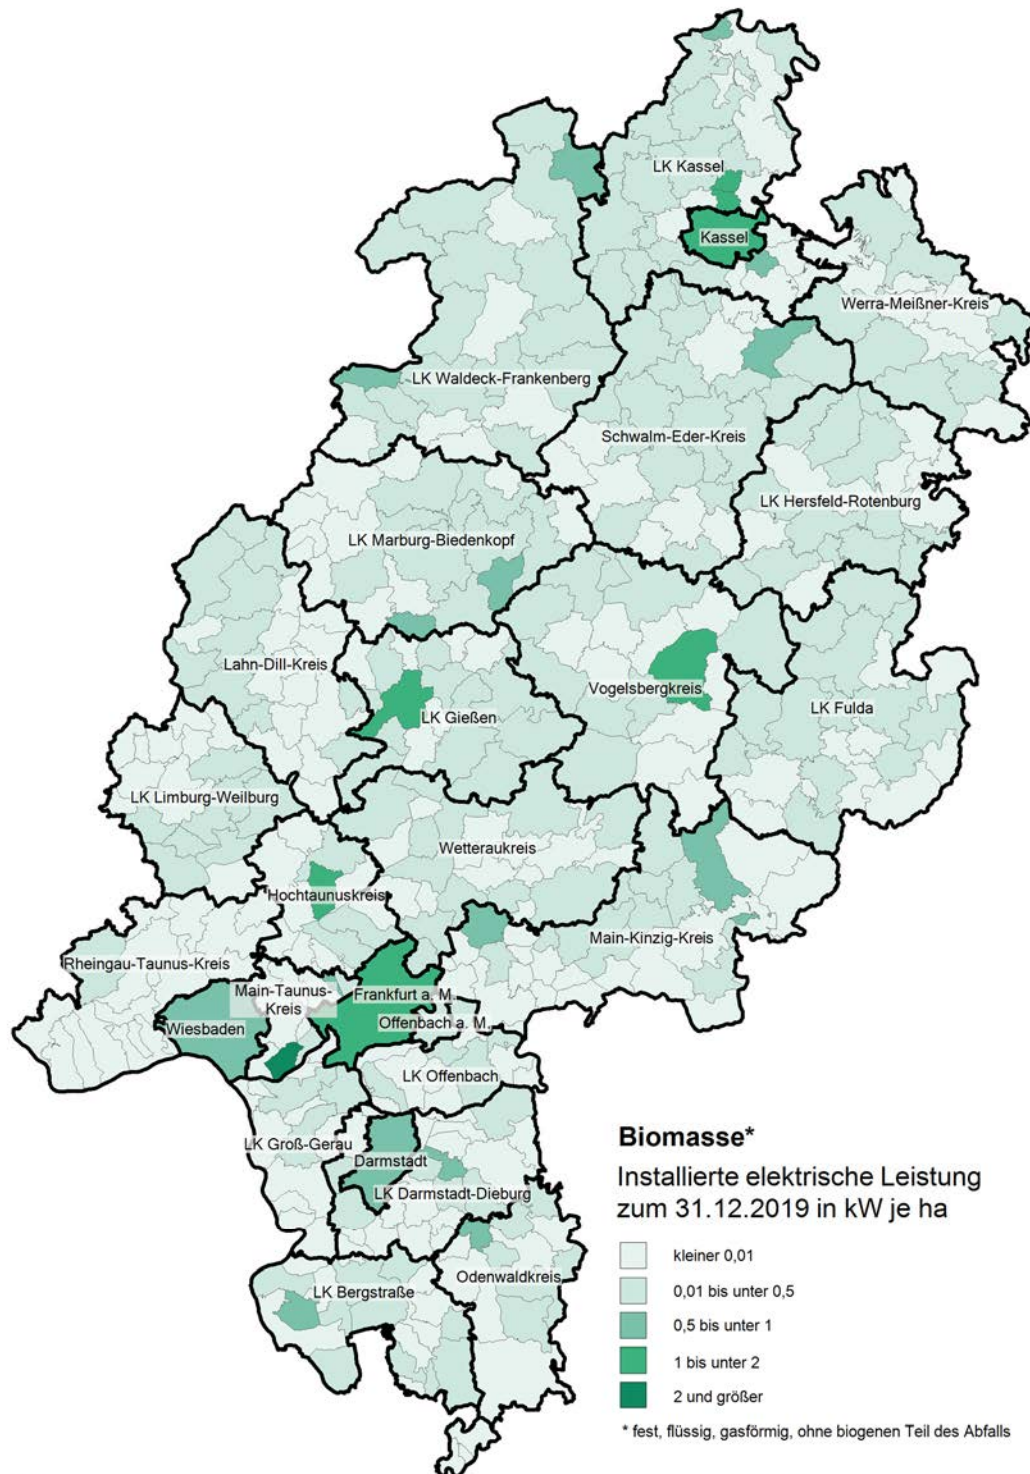 LK Kassel
Kassel
Werra-Meißner-Kreis
LK Waldeck-Frankenberg
Schwalm-Eder-Kreis
LK Hersfeld-Rotenburg
LK Marburg-Biedenkopf
Lahn-Dill-Kreis
Vogelsbergkreis
LK Fulda
LK Gießen
LK Limburg-Weilburg
Wetteraukreis
Hochtaunuskreis
Main-Kinzig-Kreis
Rheingau-Taunus-Kreis
Main-Taunus-
Kreis
Frankfurt a. M.
Wiesbaden
Offenbach a. M.
LK Offenbach
LK Groß-Gerau
Darmstadt
LK Darmstadt-Dieburg
Odenwaldkreis
LK Bergstraße
Biomasse*
Installierte elektrische Leistung
zum 31.12.2019 in kW je ha
kleiner 0,01
0,01 bis unter 0,5
0,5 bis unter 1
1 bis unter 2
2 und größer
* fest, flüssig, gasförmig, ohne biogenen Teil des Abfalls